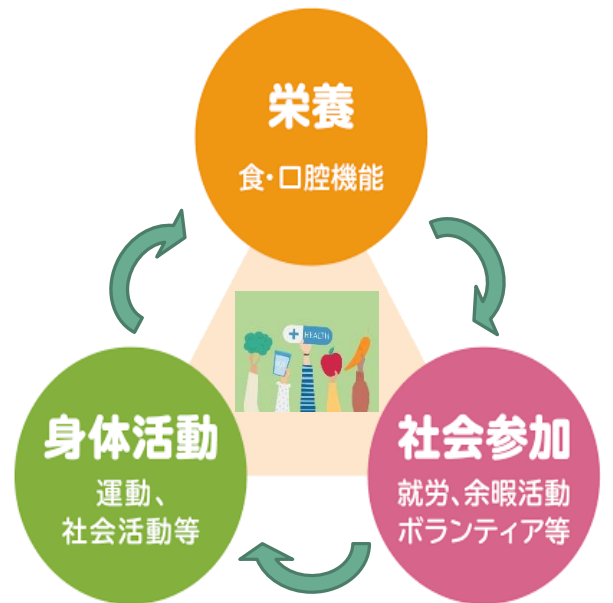 栄養
食・口腔機能
HEALTH
身体活動
運動、
社会活動等
社会参加
就労、余暇活動
ボランティア等